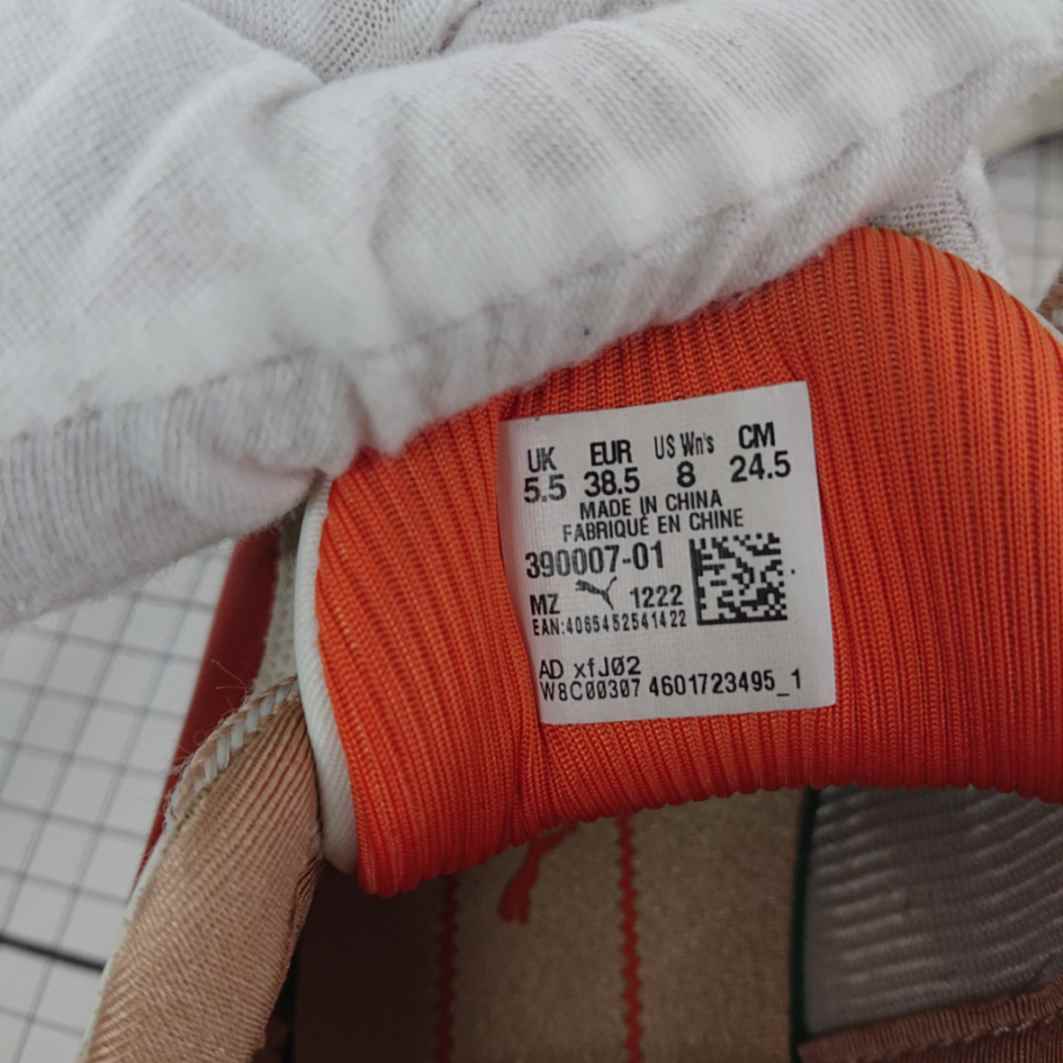 UK EUR US Wn's CM
5.5 38.5 8 24.5
MADE IN CHINA
FABRIQUÉ EN CHINE
390007-01
MZ 1222
EAN:4065452541422
AD xfJ02
W8C00307 4601723495_1